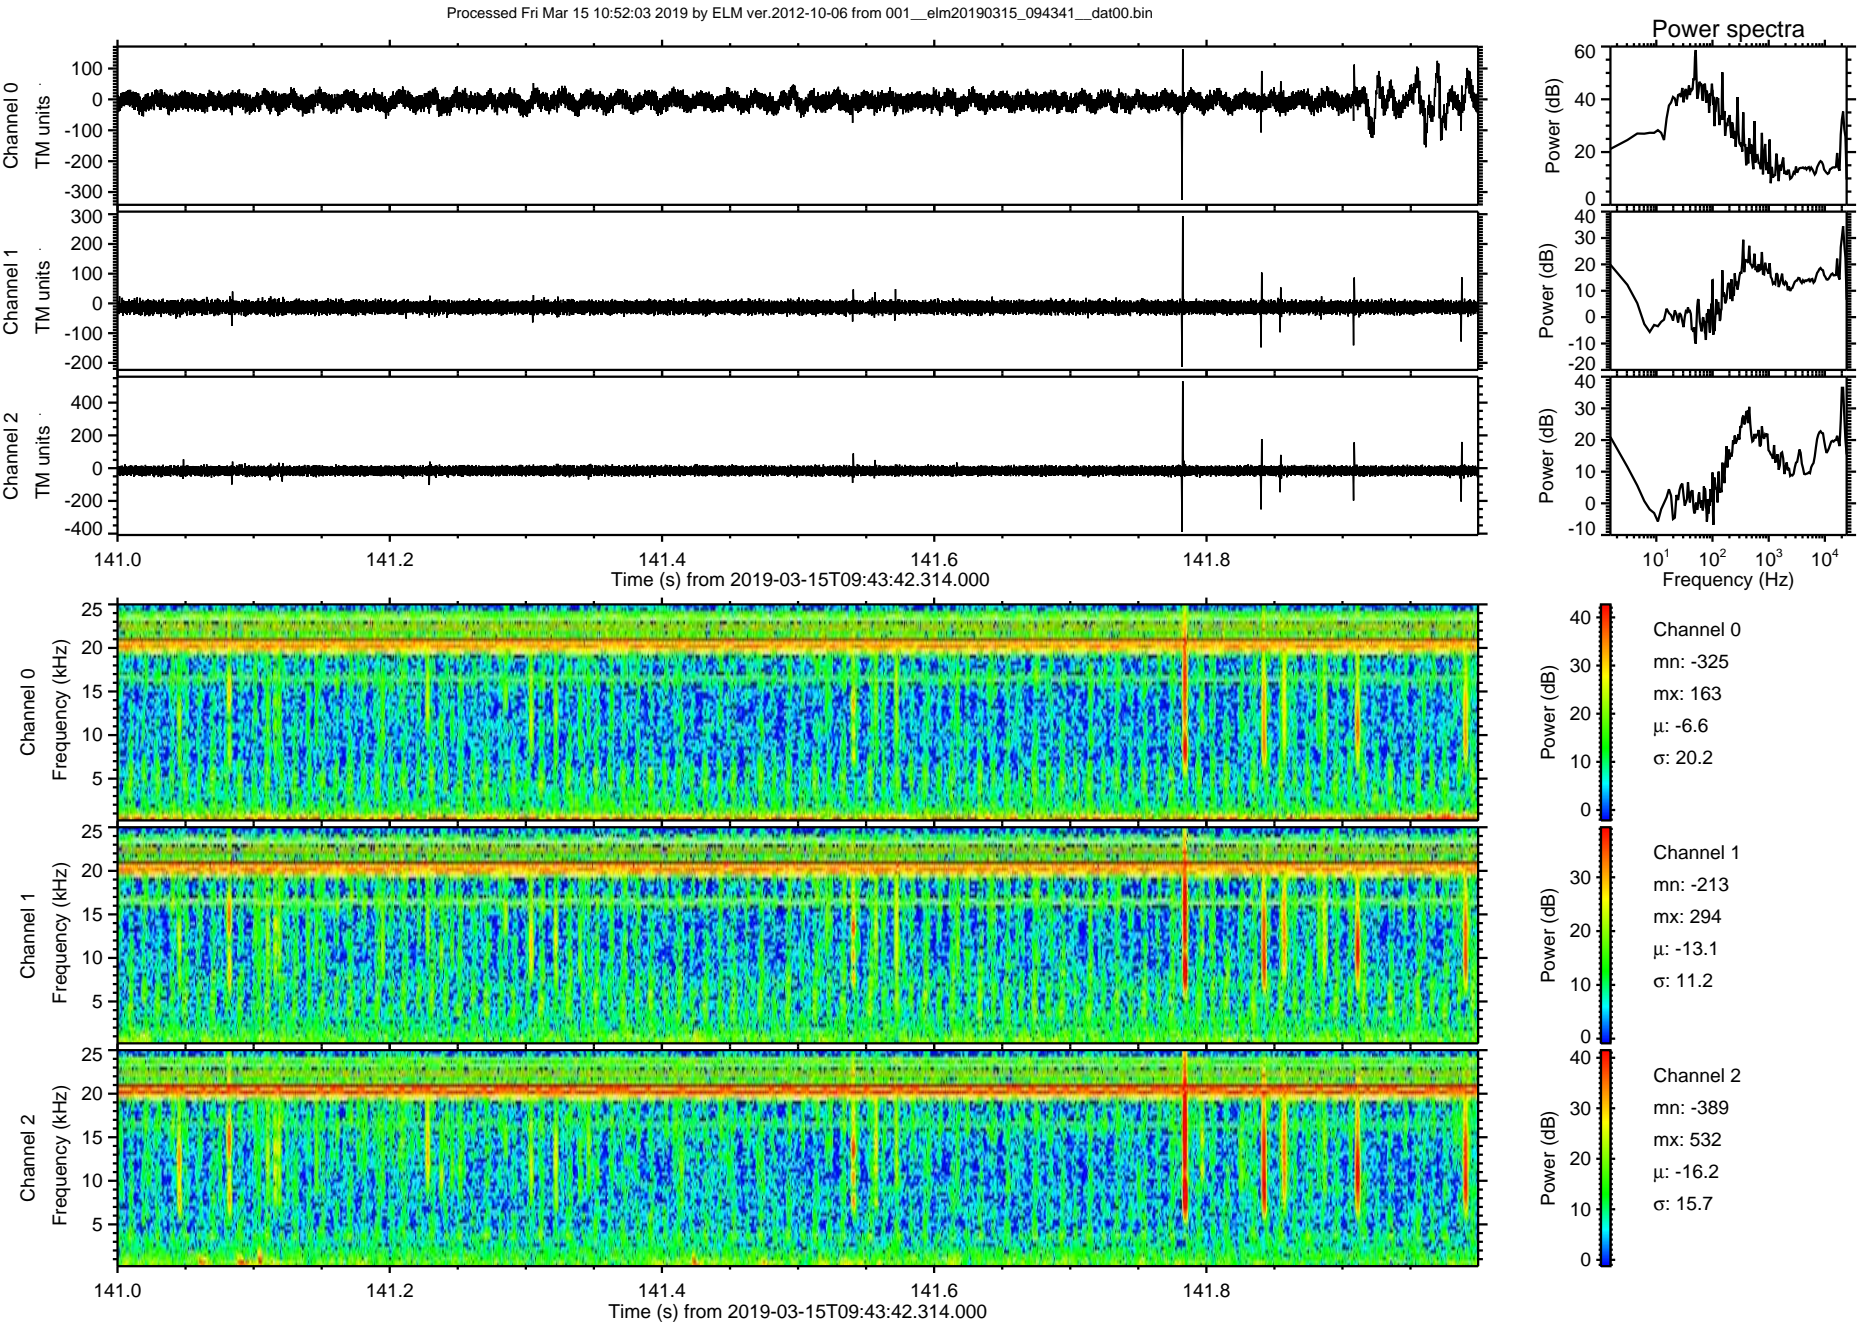 Processed Fri Mar 15 10:52:03 2019 by ELM ver.2012-10-06 from 001__elm20190315_094341__dat00.bin
Power spectra
Channel 0
TM units
100
0
-100
-200
-300
Power (dB)
60
40
20
0
Channel 1
TM units
300
200
100
0
-100
-200
Power (dB)
40
30
20
10
0
-10
-20
Channel 2
TM units
400
200
0
-200
-400
Power (dB)
40
30
20
10
0
-10
141.0 141.2 141.4 141.6 141.8
Time (s) from 2019-03-15T09:43:42.314.000
10¹ 10² 10³ 10⁴
Frequency (Hz)
Channel 0
Frequency (kHz)
25
20
15
10
5
Power (dB)
40
30
20
10
0
Channel 0
mn: -325
mx: 163
µ: -6.6
σ: 20.2
Channel 1
Frequency (kHz)
25
20
15
10
5
Power (dB)
30
20
10
0
Channel 1
mn: -213
mx: 294
µ: -13.1
σ: 11.2
Channel 2
Frequency (kHz)
25
20
15
10
5
Power (dB)
40
30
20
10
0
Channel 2
mn: -389
mx: 532
µ: -16.2
σ: 15.7
141.0 141.2 141.4 141.6 141.8
Time (s) from 2019-03-15T09:43:42.314.000